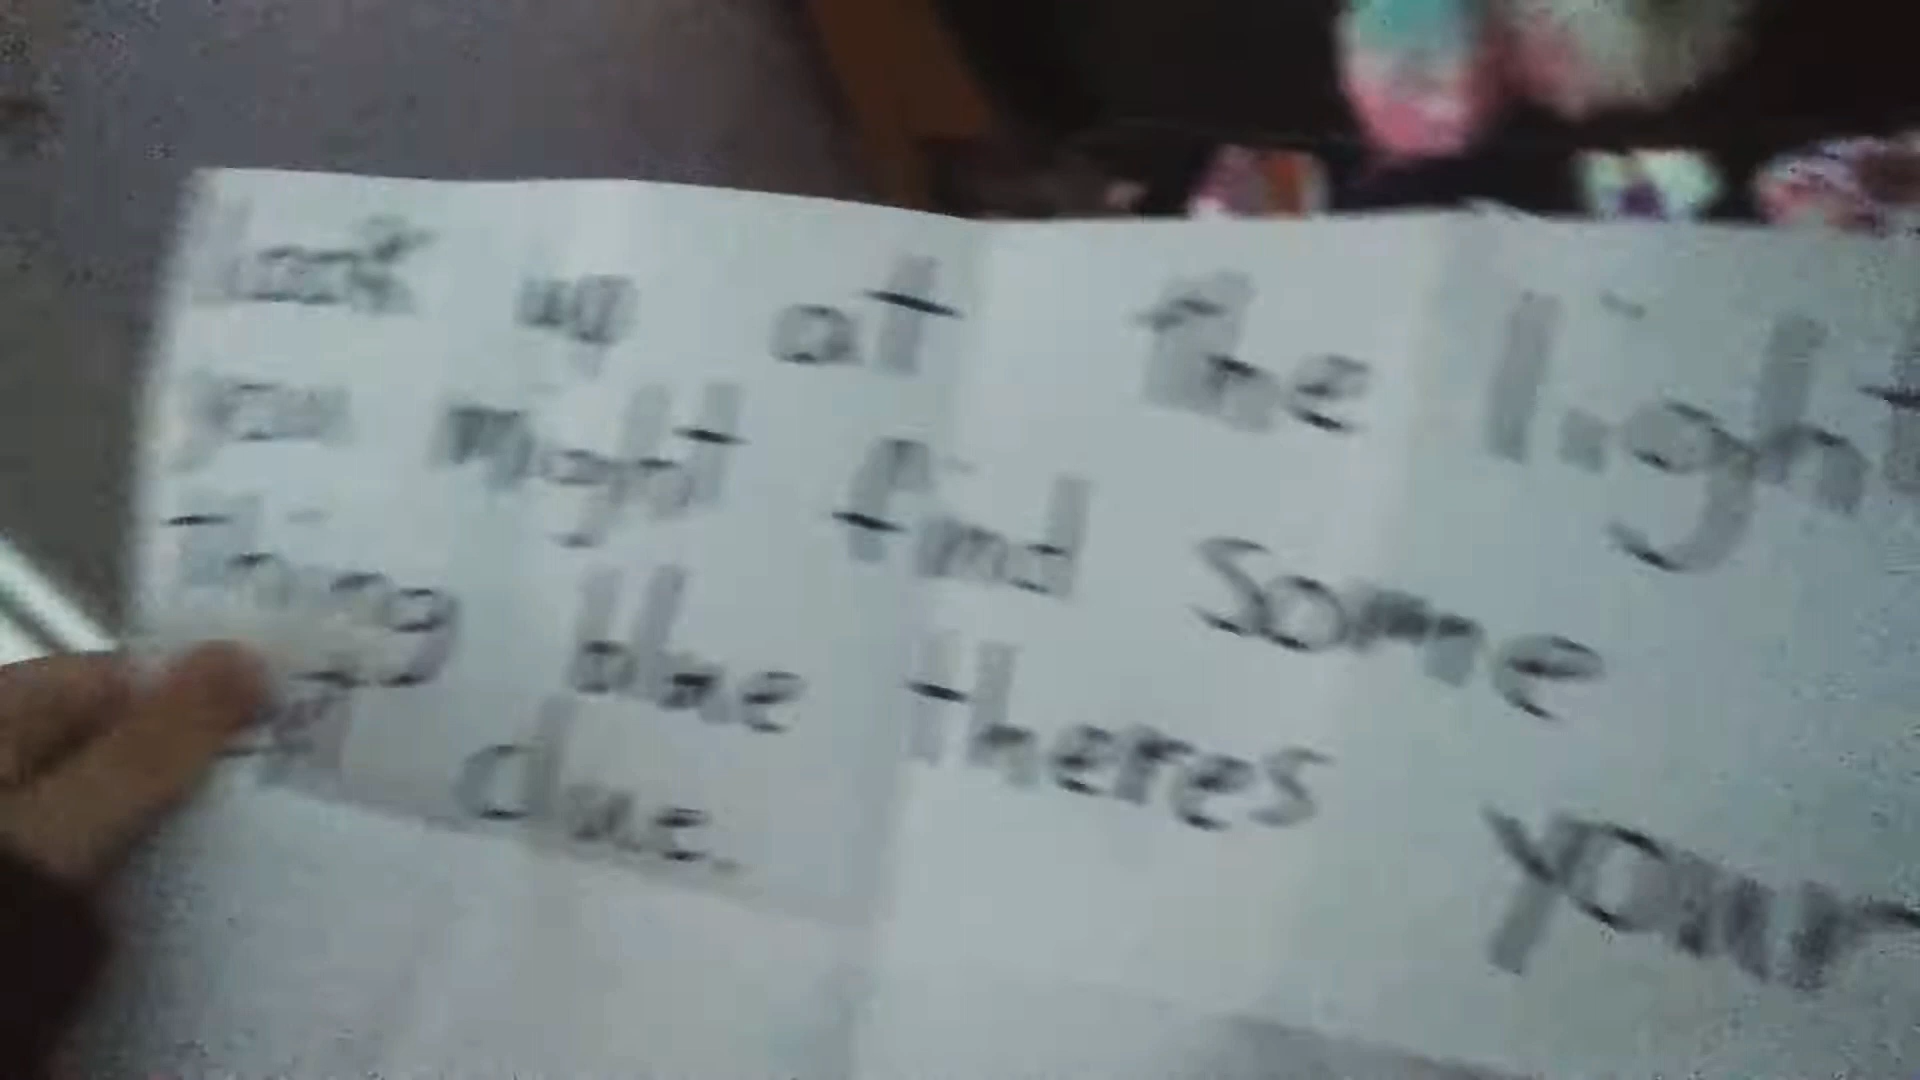 Look up at the light
you might find some
thing blue theres your
clue.